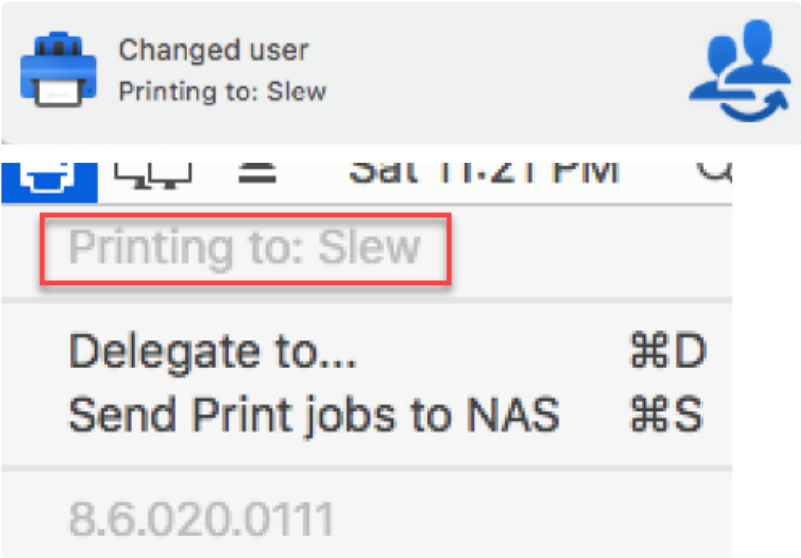 Changed user
Printing to: Slew
Sat 11:21 PM
Printing to: Slew
Delegate to... ⌘D
Send Print jobs to NAS ⌘S
8.6.020.0111